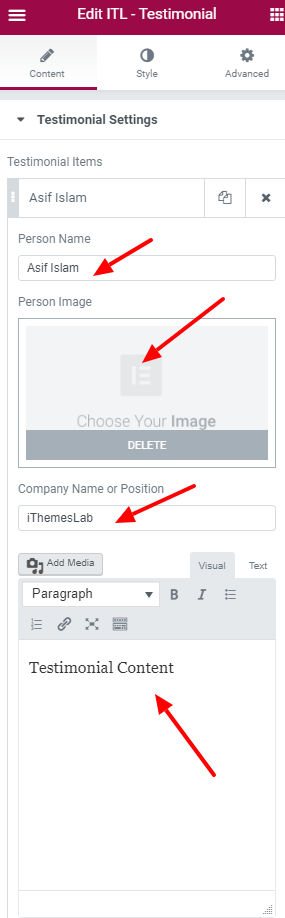 Edit ITL - Testimonial
Content Style Advanced
Testimonial Settings
Testimonial Items
Asif Islam
Person Name
Asif Islam
Person Image
Choose Your Image
DELETE
Company Name or Position
iThemesLab
Add Media Visual Text
Paragraph B I
Testimonial Content